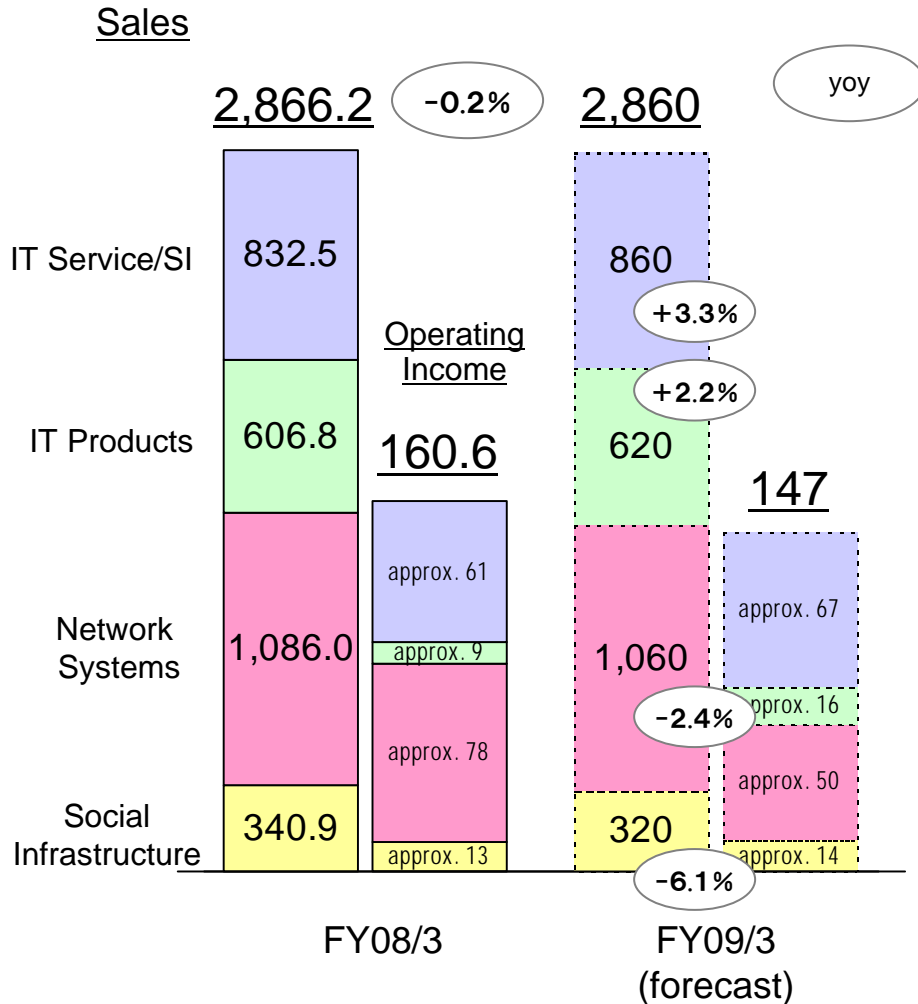 Sales
2,866.2
-0.2%
2,860
yoy
IT Service/SI
832.5
860
+3.3%
Operating
Income
+2.2%
IT Products
606.8
160.6
620
147
approx. 61
approx. 67
Network
Systems
1,086.0
approx. 9
1,060
approx. 16
-2.4%
approx. 78
approx. 50
Social
Infrastructure
340.9
approx. 13
320
approx. 14
-6.1%
FY08/3
FY09/3
(forecast)